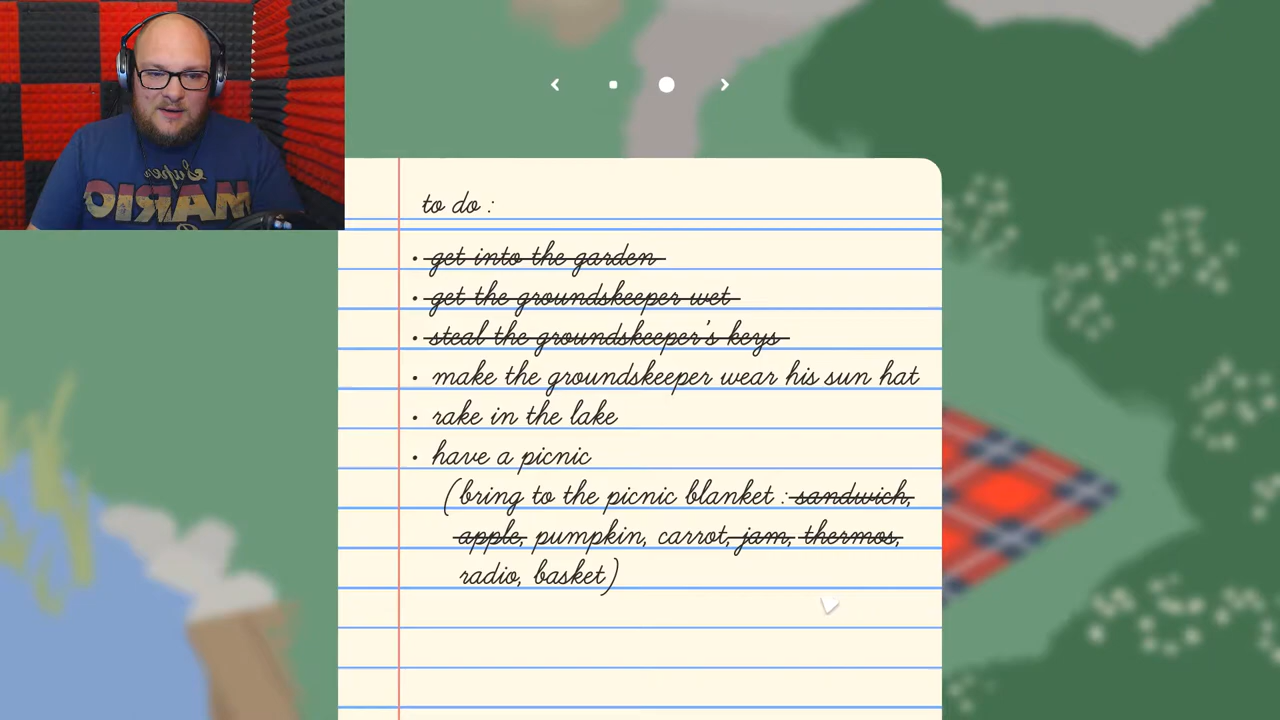 Super
MARIO
to do :
• get into the garden
• get the groundskeeper wet
• steal the groundskeeper's keys
• make the groundskeeper wear his sun hat
• rake in the lake
• have a picnic
(bring to the picnic blanket : sandwich,
apple, pumpkin, carrot, jam, thermos,
radio, basket)